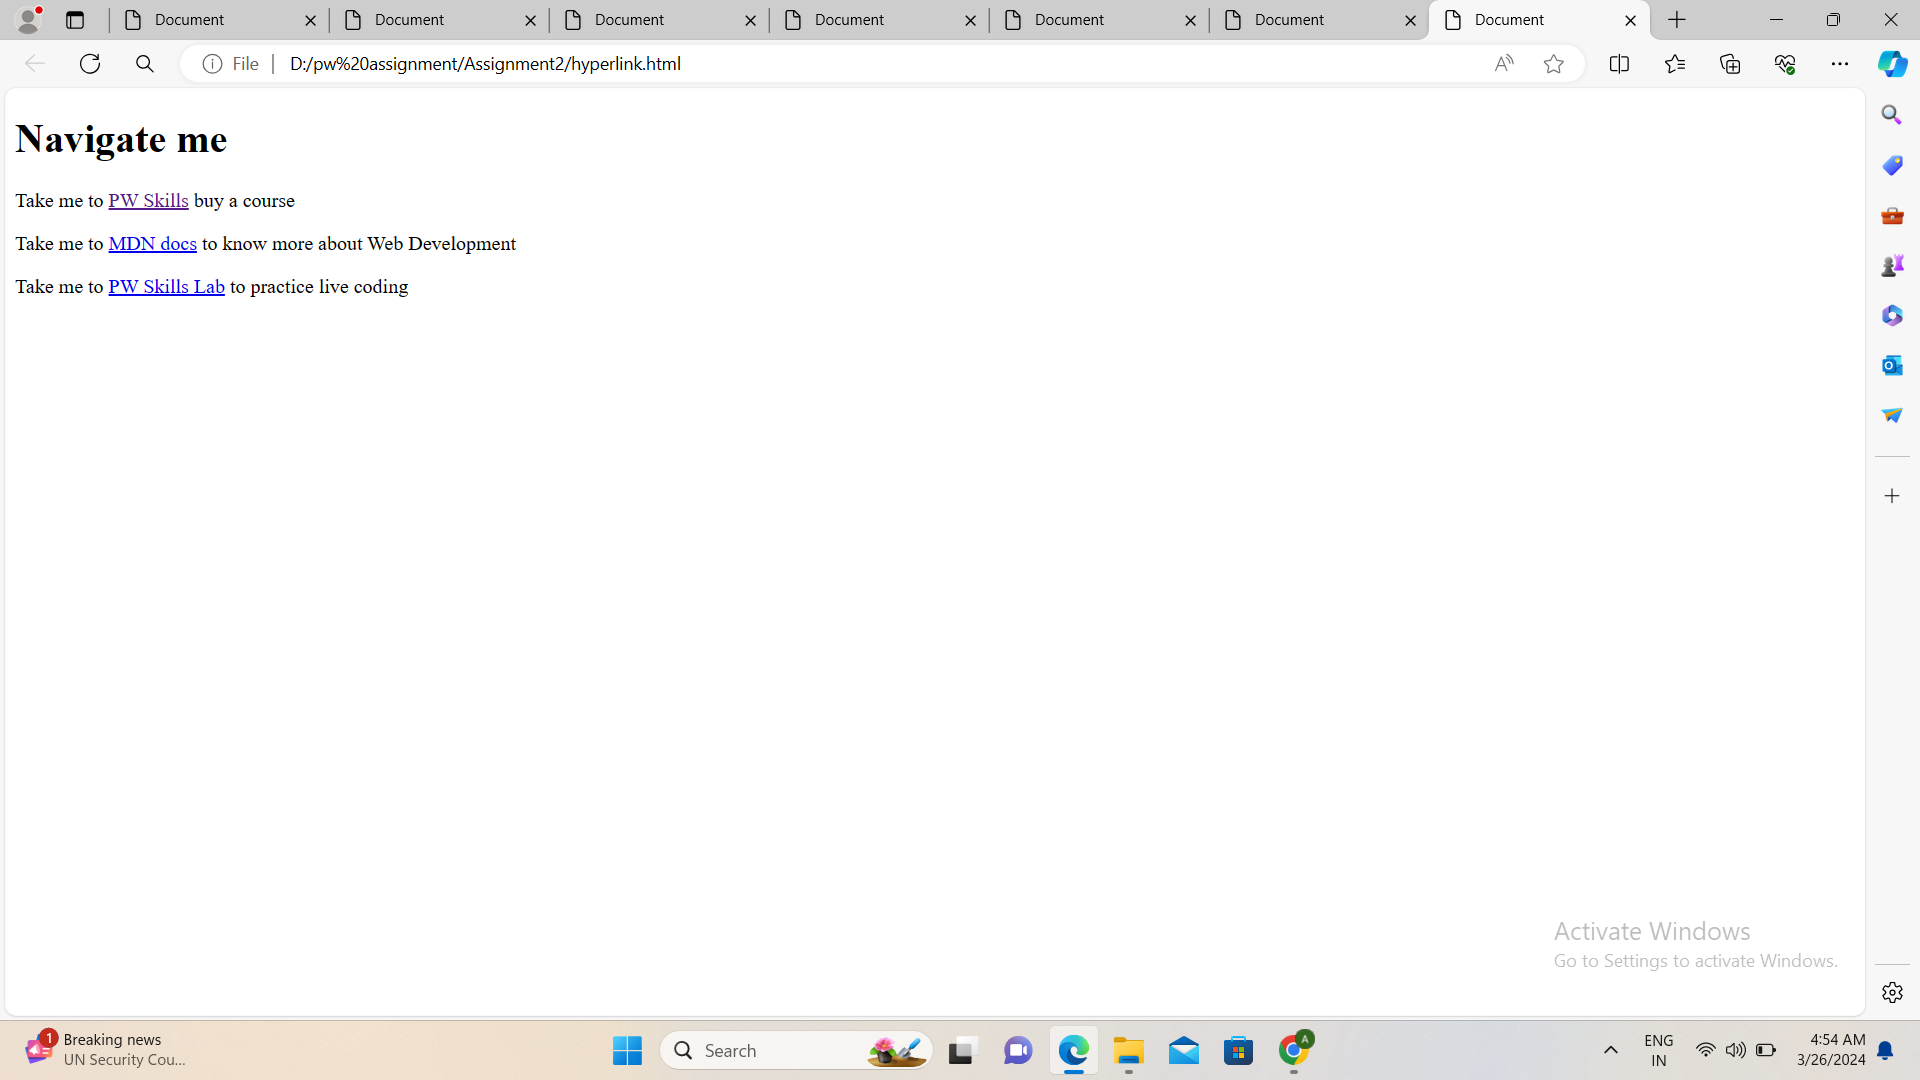 Document
Document
Document
Document
Document
Document
Document
File
D:/pw%20assignment/Assignment2/hyperlink.html
Navigate me
Take me to PW Skills buy a course
Take me to MDN docs to know more about Web Development
Take me to PW Skills Lab to practice live coding
Activate Windows
Go to Settings to activate Windows.
1
Breaking news
UN Security Cou...
Search
A
ENG
IN
4:54 AM
3/26/2024